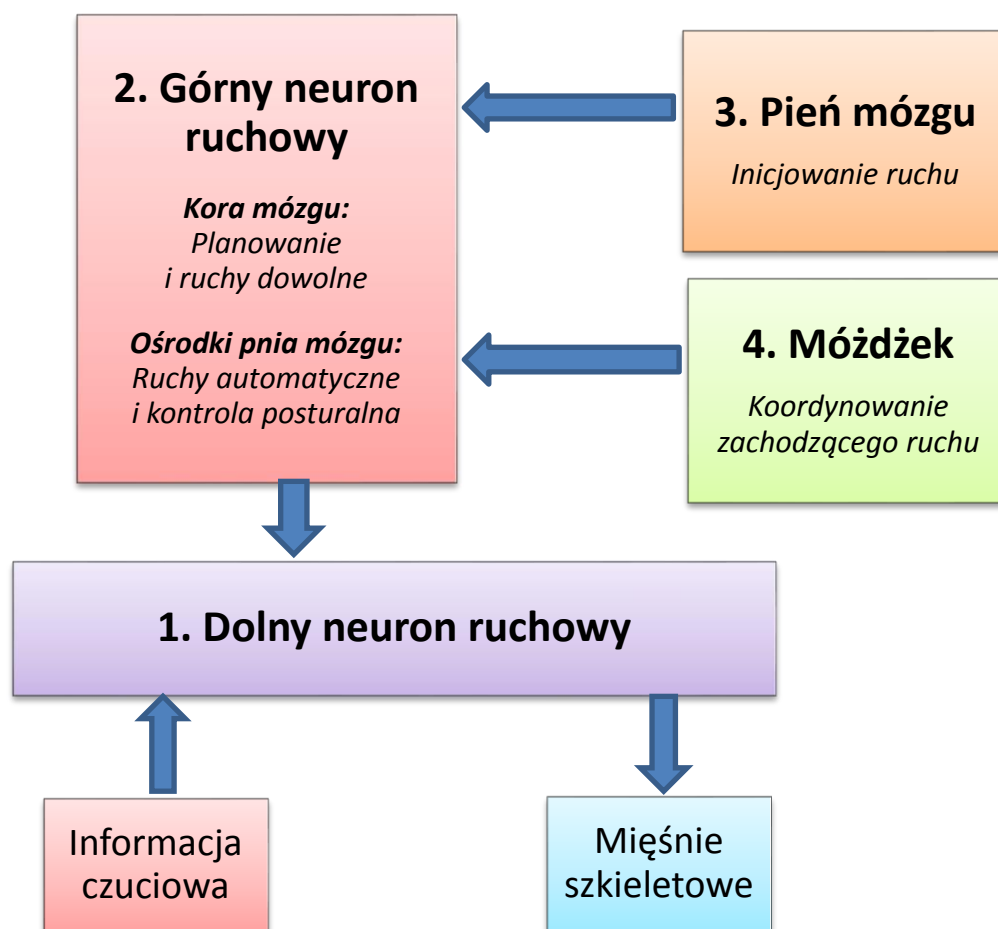 2. Górny neuron
ruchowy
Kora mózgu:
Planowanie
i ruchy dowolne
Ośrodki pnia mózgu:
Ruchy automatyczne
i kontrola posturalna
3. Pień mózgu
Inicjowanie ruchu
4. Móżdżek
Koordynowanie
zachodzącego ruchu
1. Dolny neuron ruchowy
Informacja
czuciowa
Mięśnie
szkieletowe